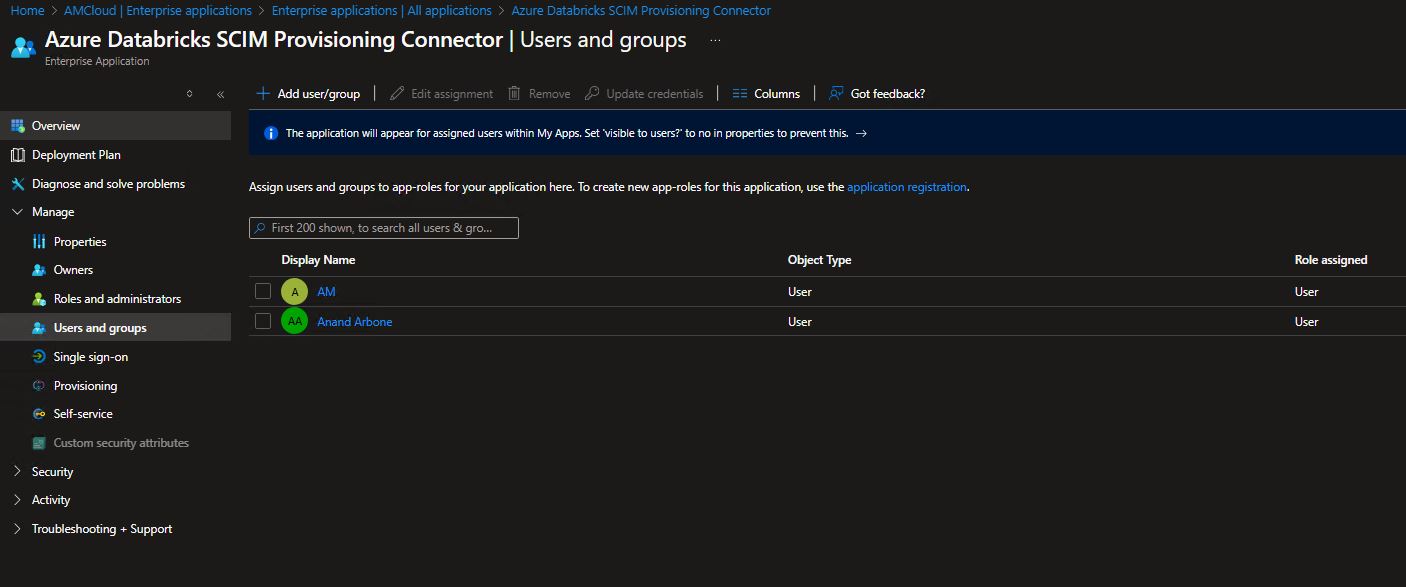 Home > AMCloud | Enterprise applications > Enterprise applications | All applications > Azure Databricks SCIM Provisioning Connector
Azure Databricks SCIM Provisioning Connector | Users and groups ...
Enterprise Application
Add user/group | Edit assignment Remove Update credentials | Columns | Got feedback?
Overview
Deployment Plan
Diagnose and solve problems
Manage
Properties
Owners
Roles and administrators
Users and groups
Single sign-on
Provisioning
Self-service
Custom security attributes
Security
Activity
Troubleshooting + Support
The application will appear for assigned users within My Apps. Set 'visible to users?' to no in properties to prevent this. →
Assign users and groups to app-roles for your application here. To create new app-roles for this application, use the application registration.
First 200 shown, to search all users & gro...
Display Name Object Type Role assigned
A AM User User
AA Anand Arbone User User